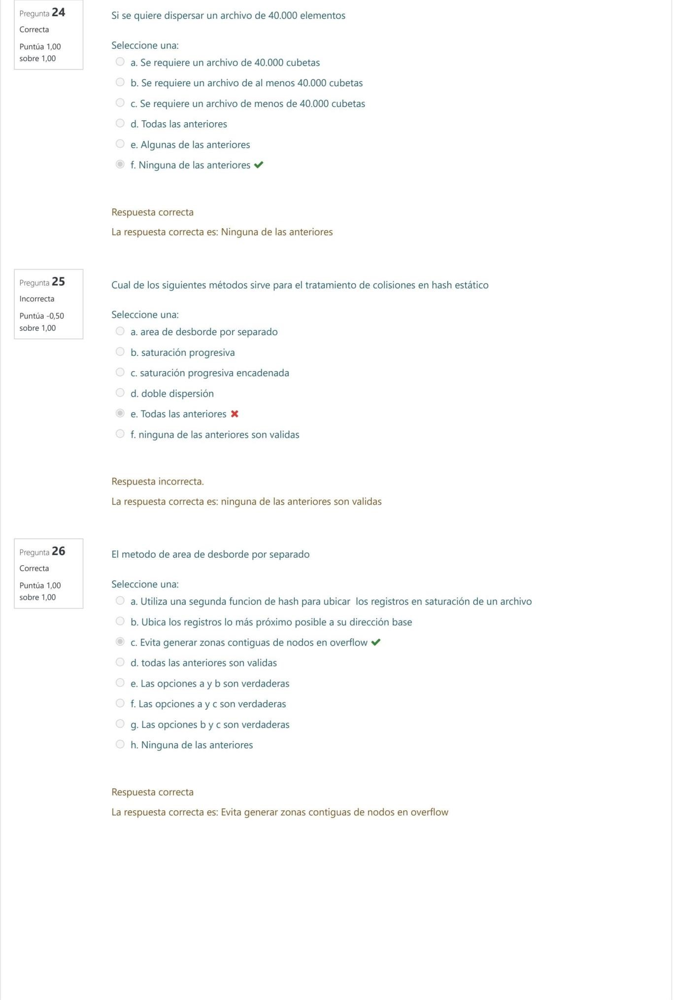 Pregunta 24
Correcta
Puntúa 1,00
sobre 1,00
Si se quiere dispersar un archivo de 40.000 elementos
Seleccione una:
a. Se requiere un archivo de 40.000 cubetas
b. Se requiere un archivo de al menos 40.000 cubetas
c. Se requiere un archivo de menos de 40.000 cubetas
d. Todas las anteriores
e. Algunas de las anteriores
f. Ninguna de las anteriores
Respuesta correcta
La respuesta correcta es: Ninguna de las anteriores
Pregunta 25
Incorrecta
Puntúa -0,50
sobre 1,00
Cual de los siguientes métodos sirve para el tratamiento de colisiones en hash estático
Seleccione una:
a. area de desborde por separado
b. saturación progresiva
c. saturación progresiva encadenada
d. doble dispersión
e. Todas las anteriores
f. ninguna de las anteriores son validas
Respuesta incorrecta.
La respuesta correcta es: ninguna de las anteriores son validas
Pregunta 26
Correcta
Puntúa 1,00
sobre 1,00
El metodo de area de desborde por separado
Seleccione una:
a. Utiliza una segunda funcion de hash para ubicar los registros en saturación de un archivo
b. Ubica los registros lo más próximo posible a su dirección base
c. Evita generar zonas contiguas de nodos en overflow
d. todas las anteriores son validas
e. Las opciones a y b son verdaderas
f. Las opciones a y c son verdaderas
g. Las opciones b y c son verdaderas
h. Ninguna de las anteriores
Respuesta correcta
La respuesta correcta es: Evita generar zonas contiguas de nodos en overflow